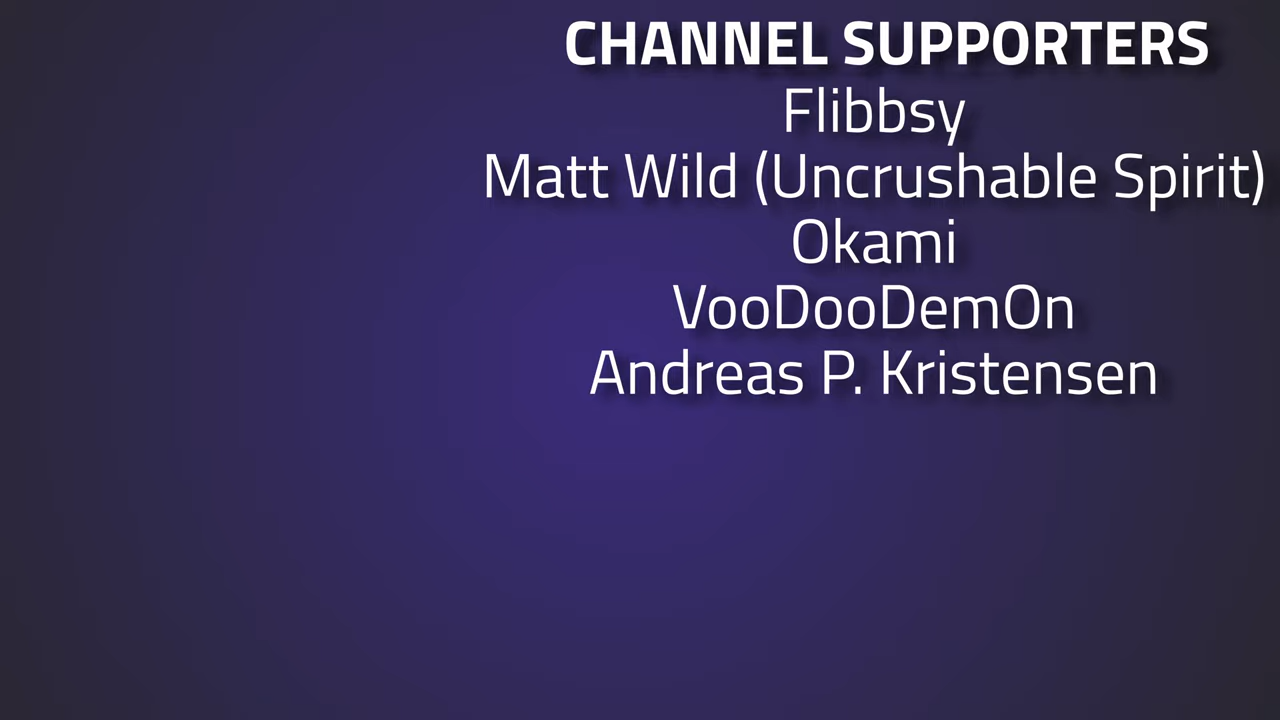 CHANNEL SUPPORTERS
Flibbsy
Matt Wild (Uncrushable Spirit)
Okami
VooDooDemOn
Andreas P. Kristensen